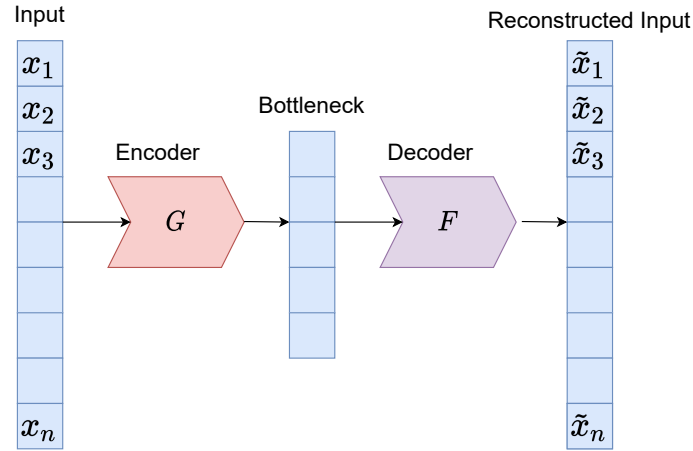 Input
Reconstructed Input
x₁
x₂
x₃
xₙ
Encoder
G
Bottleneck
Decoder
F
x̃₁
x̃₂
x̃₃
x̃ₙ